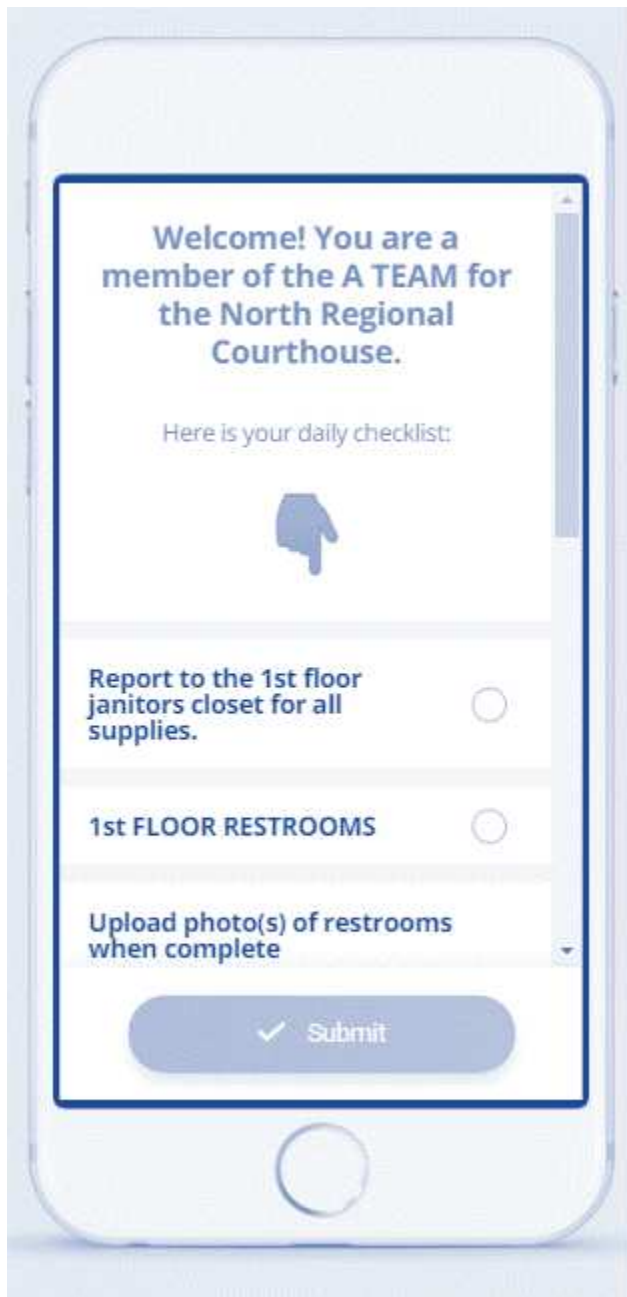 Welcome! You are a
member of the A TEAM for
the North Regional
Courthouse.
Here is your daily checklist:
Report to the 1st floor
janitors closet for all
supplies.
1st FLOOR RESTROOMS
Upload photo(s) of restrooms
when complete
Submit